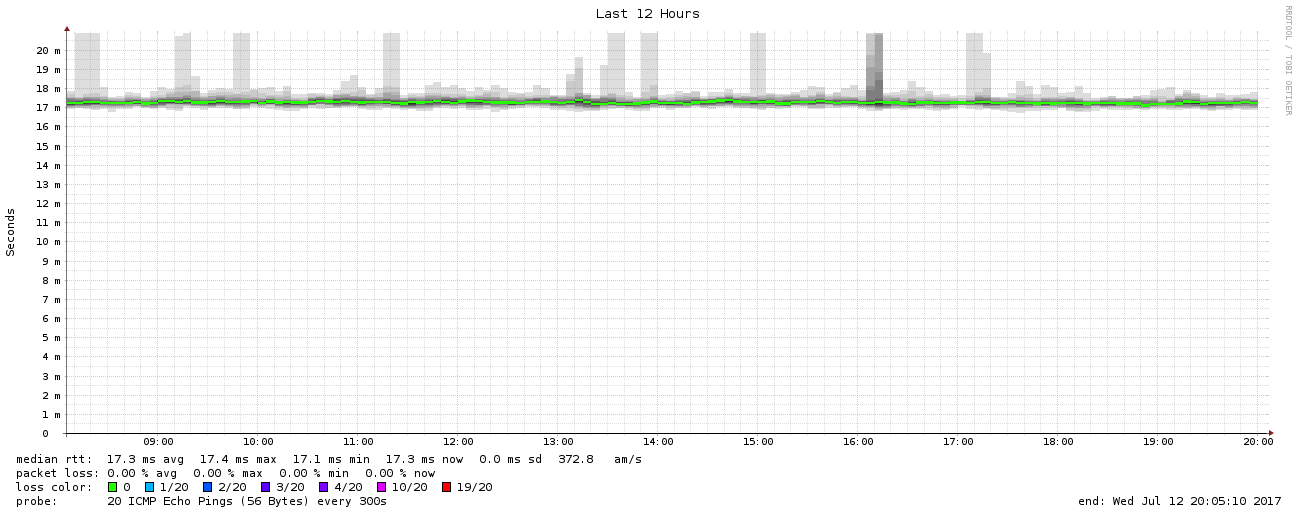 Last 12 Hours
RRDTOOL / TOBI OETIKER
Seconds
20 m
19 m
18 m
17 m
16 m
15 m
14 m
13 m
12 m
11 m
10 m
9 m
8 m
7 m
6 m
5 m
4 m
3 m
2 m
1 m
0
09:00 10:00 11:00 12:00 13:00 14:00 15:00 16:00 17:00 18:00 19:00 20:00
median rtt: 17.3 ms avg 17.4 ms max 17.1 ms min 17.3 ms now 0.0 ms sd 372.8 am/s
packet loss: 0.00 % avg 0.00 % max 0.00 % min 0.00 % now
loss color: 0 1/20 2/20 3/20 4/20 10/20 19/20
probe: 20 ICMP Echo Pings (56 Bytes) every 300s end: Wed Jul 12 20:05:10 2017